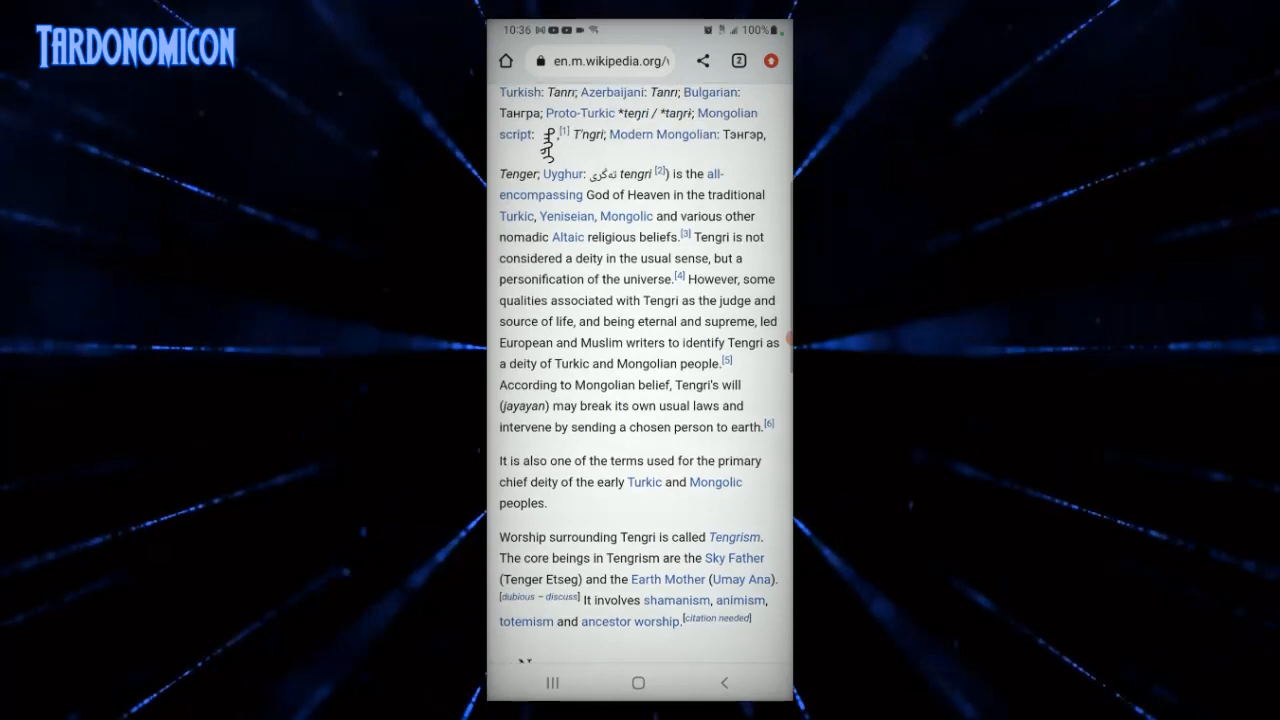 TARDONOMICON
10:36 100%
en.m.wikipedia.org/w 2
Turkish: Tanrı; Azerbaijani: Tanrı; Bulgarian:
Тангра; Proto-Turkic *teŋri / *taŋrɨ; Mongolian
script: ,[1] T'ngri; Modern Mongolian: Тэнгэр,
Tenger; Uyghur: تەڭرى tengri [2]) is the all-
encompassing God of Heaven in the traditional
Turkic, Yeniseian, Mongolic and various other
nomadic Altaic religious beliefs.[3] Tengri is not
considered a deity in the usual sense, but a
personification of the universe.[4] However, some
qualities associated with Tengri as the judge and
source of life, and being eternal and supreme, led
European and Muslim writers to identify Tengri as
a deity of Turkic and Mongolian people.[5]
According to Mongolian belief, Tengri's will
(jayayan) may break its own usual laws and
intervene by sending a chosen person to earth.[6]
It is also one of the terms used for the primary
chief deity of the early Turkic and Mongolic
peoples.
Worship surrounding Tengri is called Tengrism.
The core beings in Tengrism are the Sky Father
(Tenger Etseg) and the Earth Mother (Umay Ana).
[dubious – discuss] It involves shamanism, animism,
totemism and ancestor worship.[citation needed]